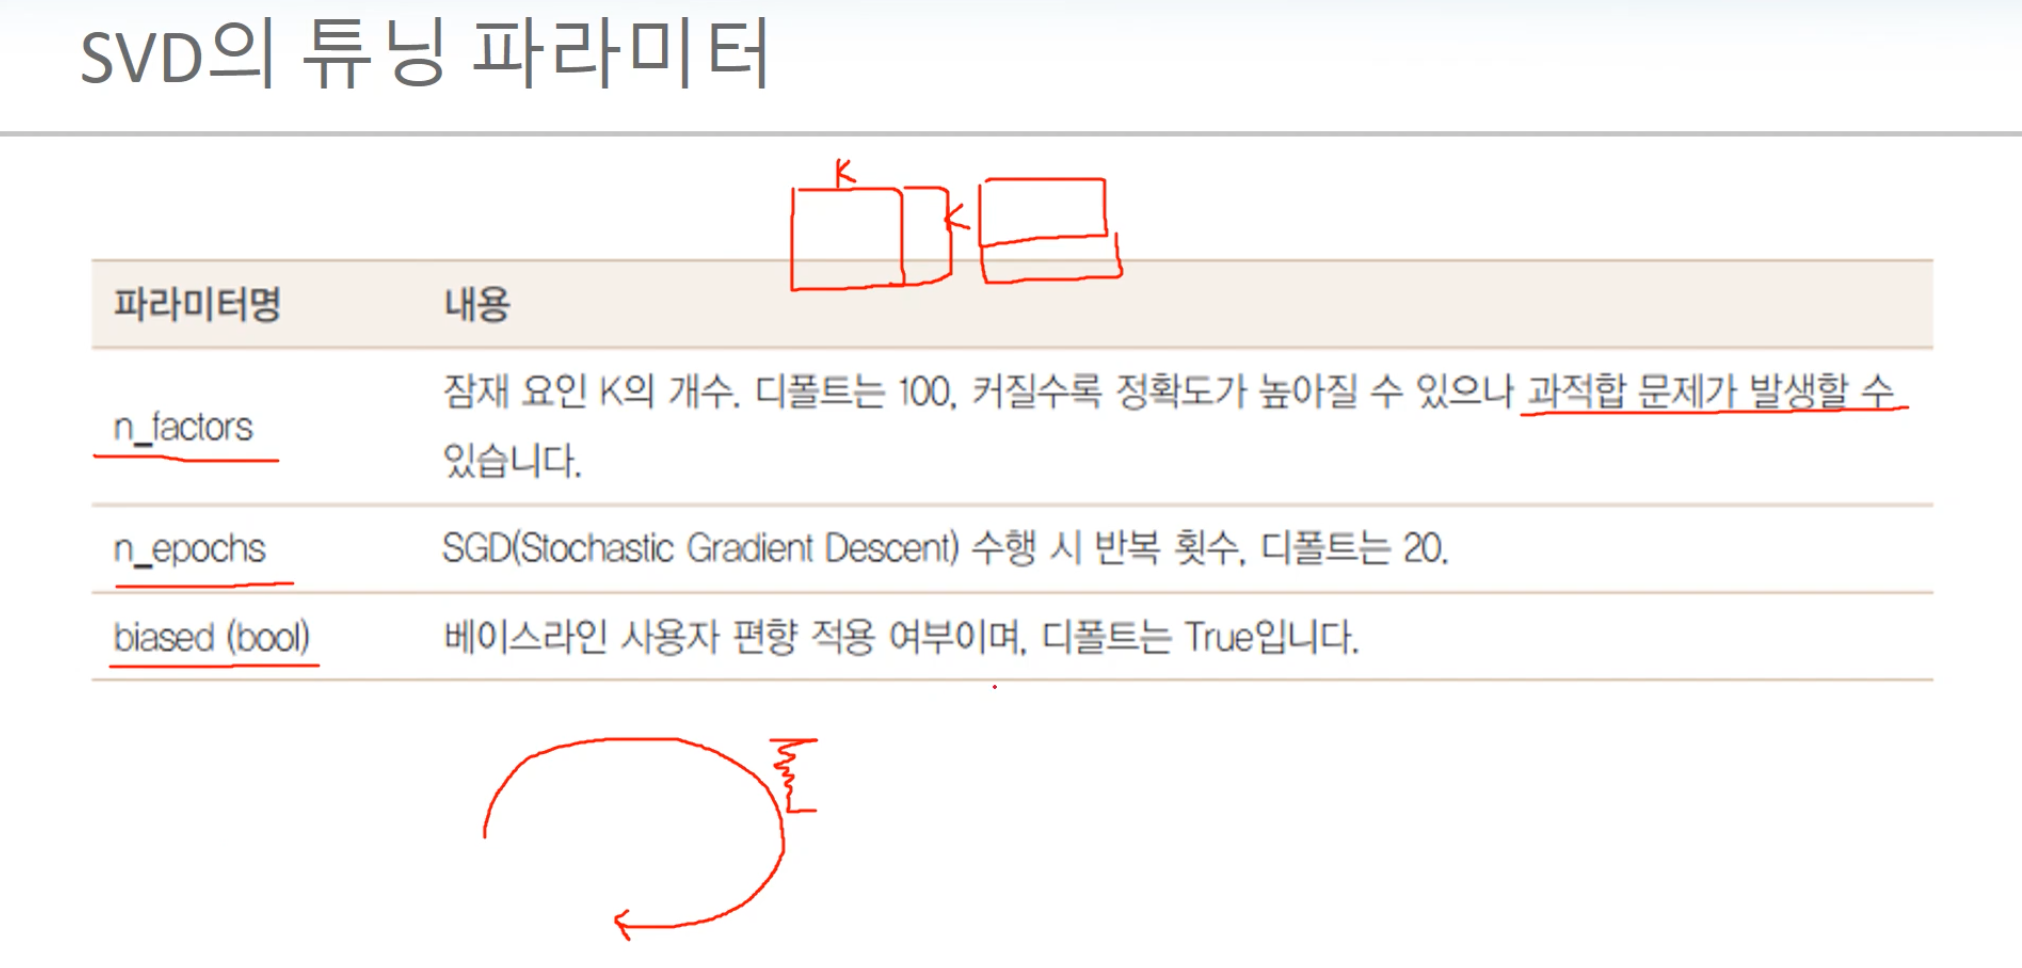 SVD의 튜닝 파라미터
K
K
파라미터명 내용
n_factors 잠재 요인 K의 개수. 디폴트는 100, 커질수록 정확도가 높아질 수 있으나 과적합 문제가 발생할 수
있습니다.
n_epochs SGD(Stochastic Gradient Descent) 수행 시 반복 횟수, 디폴트는 20.
biased (bool) 베이스라인 사용자 편향 적용 여부이며, 디폴트는 True입니다.